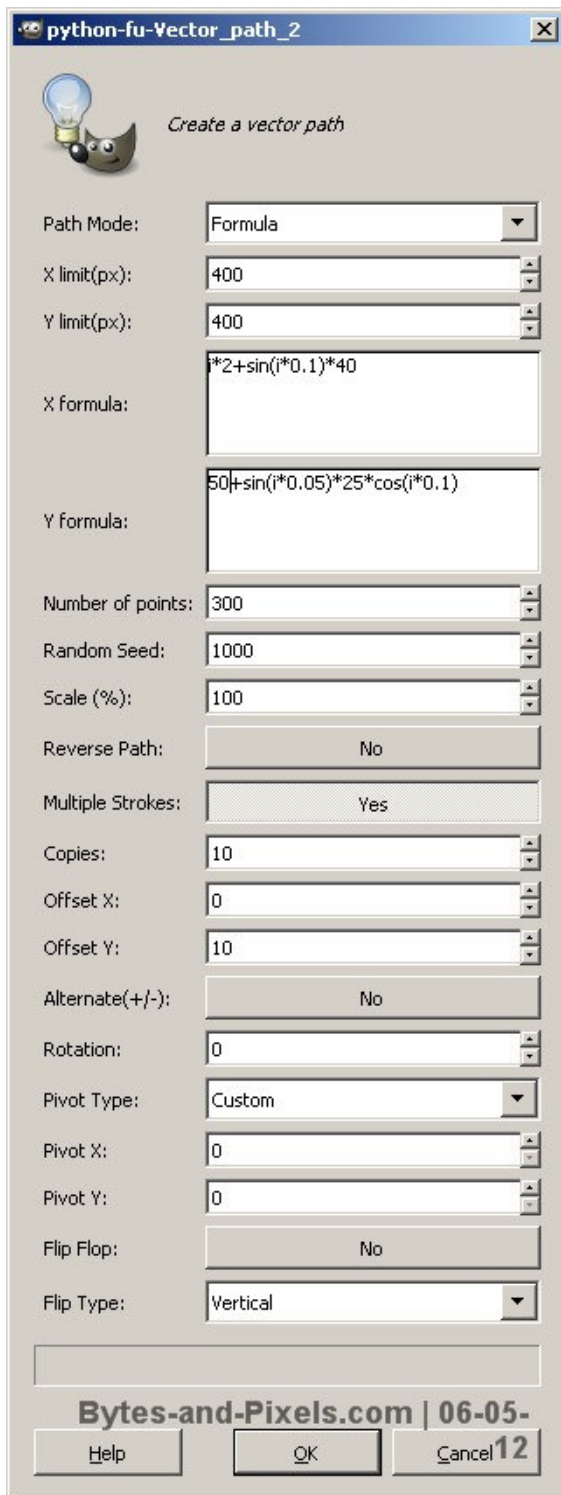 python-fu-Vector_path_2
Create a vector path
Path Mode: Formula
X limit(px): 400
Y limit(px): 400
X formula: i*2+sin(i*0.1)*40
Y formula: 50+sin(i*0.05)*25*cos(i*0.1)
Number of points: 300
Random Seed: 1000
Scale (%): 100
Reverse Path: No
Multiple Strokes: Yes
Copies: 10
Offset X: 0
Offset Y: 10
Alternate(+/-): No
Rotation: 0
Pivot Type: Custom
Pivot X: 0
Pivot Y: 0
Flip Flop: No
Flip Type: Vertical
Bytes-and-Pixels.com | 06-05-
12
Help OK Cancel